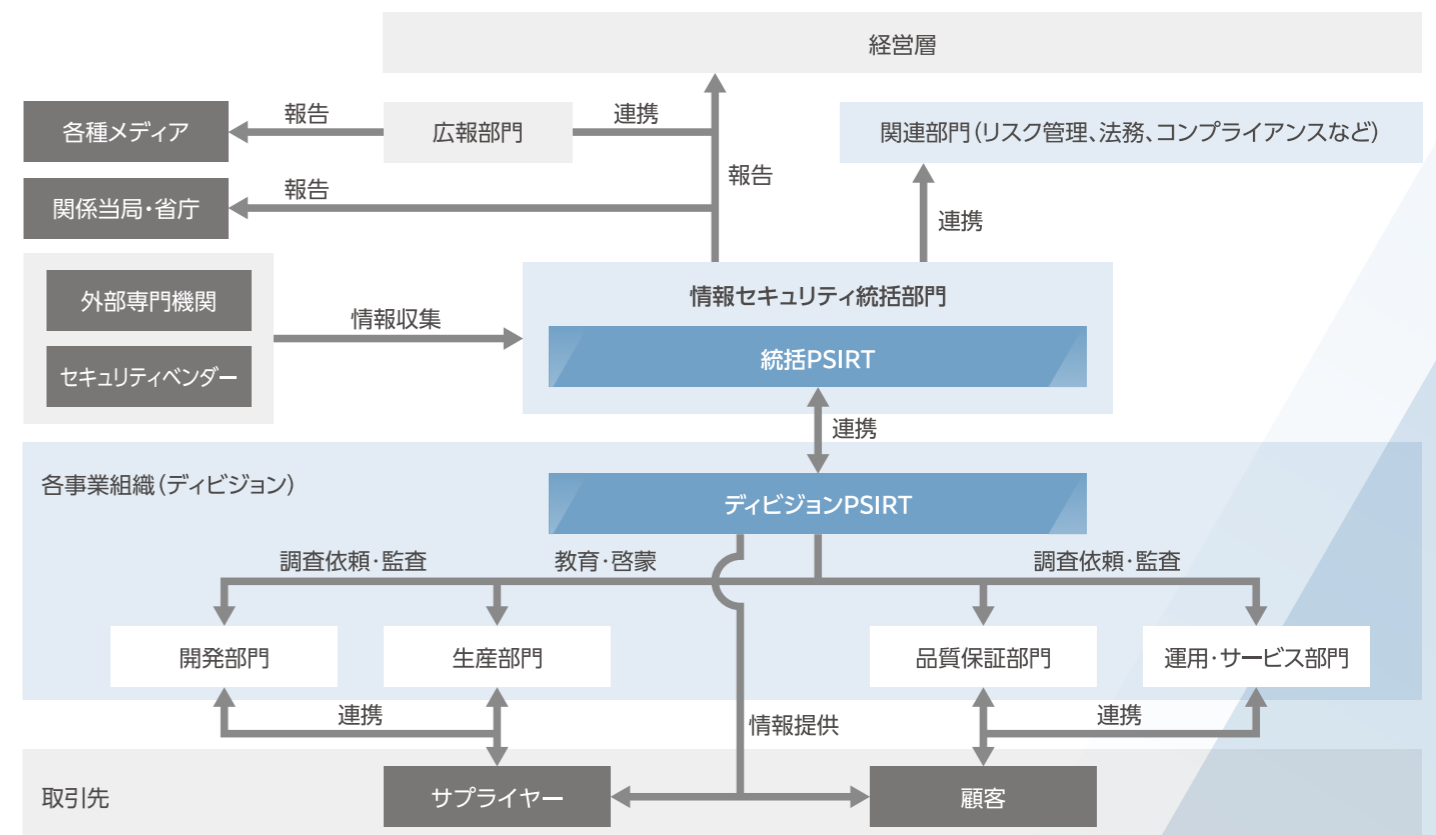 経営層
各種メディア
報告
広報部門
連携
関連部門(リスク管理、法務、コンプライアンスなど)
報告
関係当局・省庁
報告
連携
外部専門機関
セキュリティベンダー
情報収集
情報セキュリティ統括部門
統括PSIRT
連携
各事業組織(ディビジョン)
ディビジョンPSIRT
調査依頼・監査
教育・啓蒙
調査依頼・監査
開発部門
生産部門
品質保証部門
運用・サービス部門
連携
情報提供
連携
取引先
サプライヤー
顧客